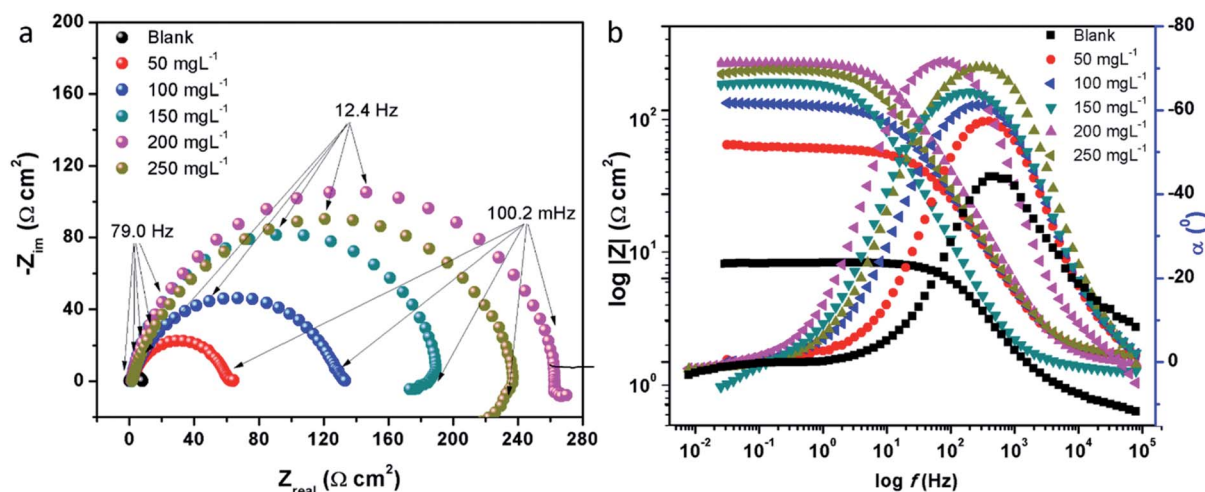 a
200
160
120
80
40
0
-Z_im (Ω cm²)
Blank
50 mgL⁻¹
100 mgL⁻¹
150 mgL⁻¹
200 mgL⁻¹
250 mgL⁻¹
12.4 Hz
79.0 Hz
100.2 mHz
0 40 80 120 160 200 240 280
Z_real (Ω cm²)
b
10²
10¹
10⁰
log |Z| (Ω cm²)
Blank
50 mgL⁻¹
100 mgL⁻¹
150 mgL⁻¹
200 mgL⁻¹
250 mgL⁻¹
-80
-60
-40
-20
0
α (⁰)
10⁻² 10⁻¹ 10⁰ 10¹ 10² 10³ 10⁴ 10⁵
log f (Hz)